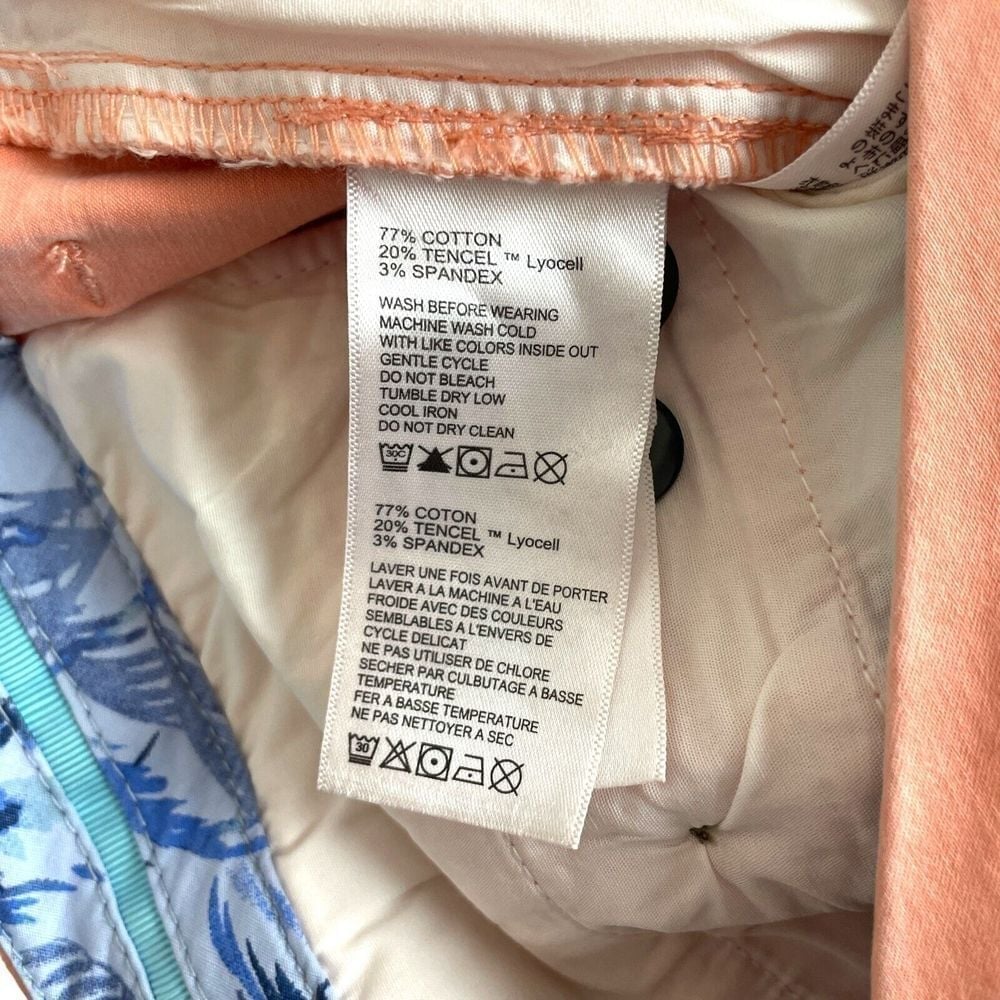 77% COTTON
20% TENCEL ™ Lyocell
3% SPANDEX
WASH BEFORE WEARING
MACHINE WASH COLD
WITH LIKE COLORS INSIDE OUT
GENTLE CYCLE
DO NOT BLEACH
TUMBLE DRY LOW
COOL IRON
DO NOT DRY CLEAN
30C
77% COTON
20% TENCEL ™ Lyocell
3% SPANDEX
LAVER UNE FOIS AVANT DE PORTER
LAVER A LA MACHINE A L'EAU
FROIDE AVEC DES COULEURS
SEMBLABLES A L'ENVERS DE
CYCLE DELICAT
NE PAS UTILISER DE CHLORE
SECHER PAR CULBUTAGE A BASSE
TEMPERATURE
FER A BASSE TEMPERATURE
NE PAS NETTOYER A SEC
30